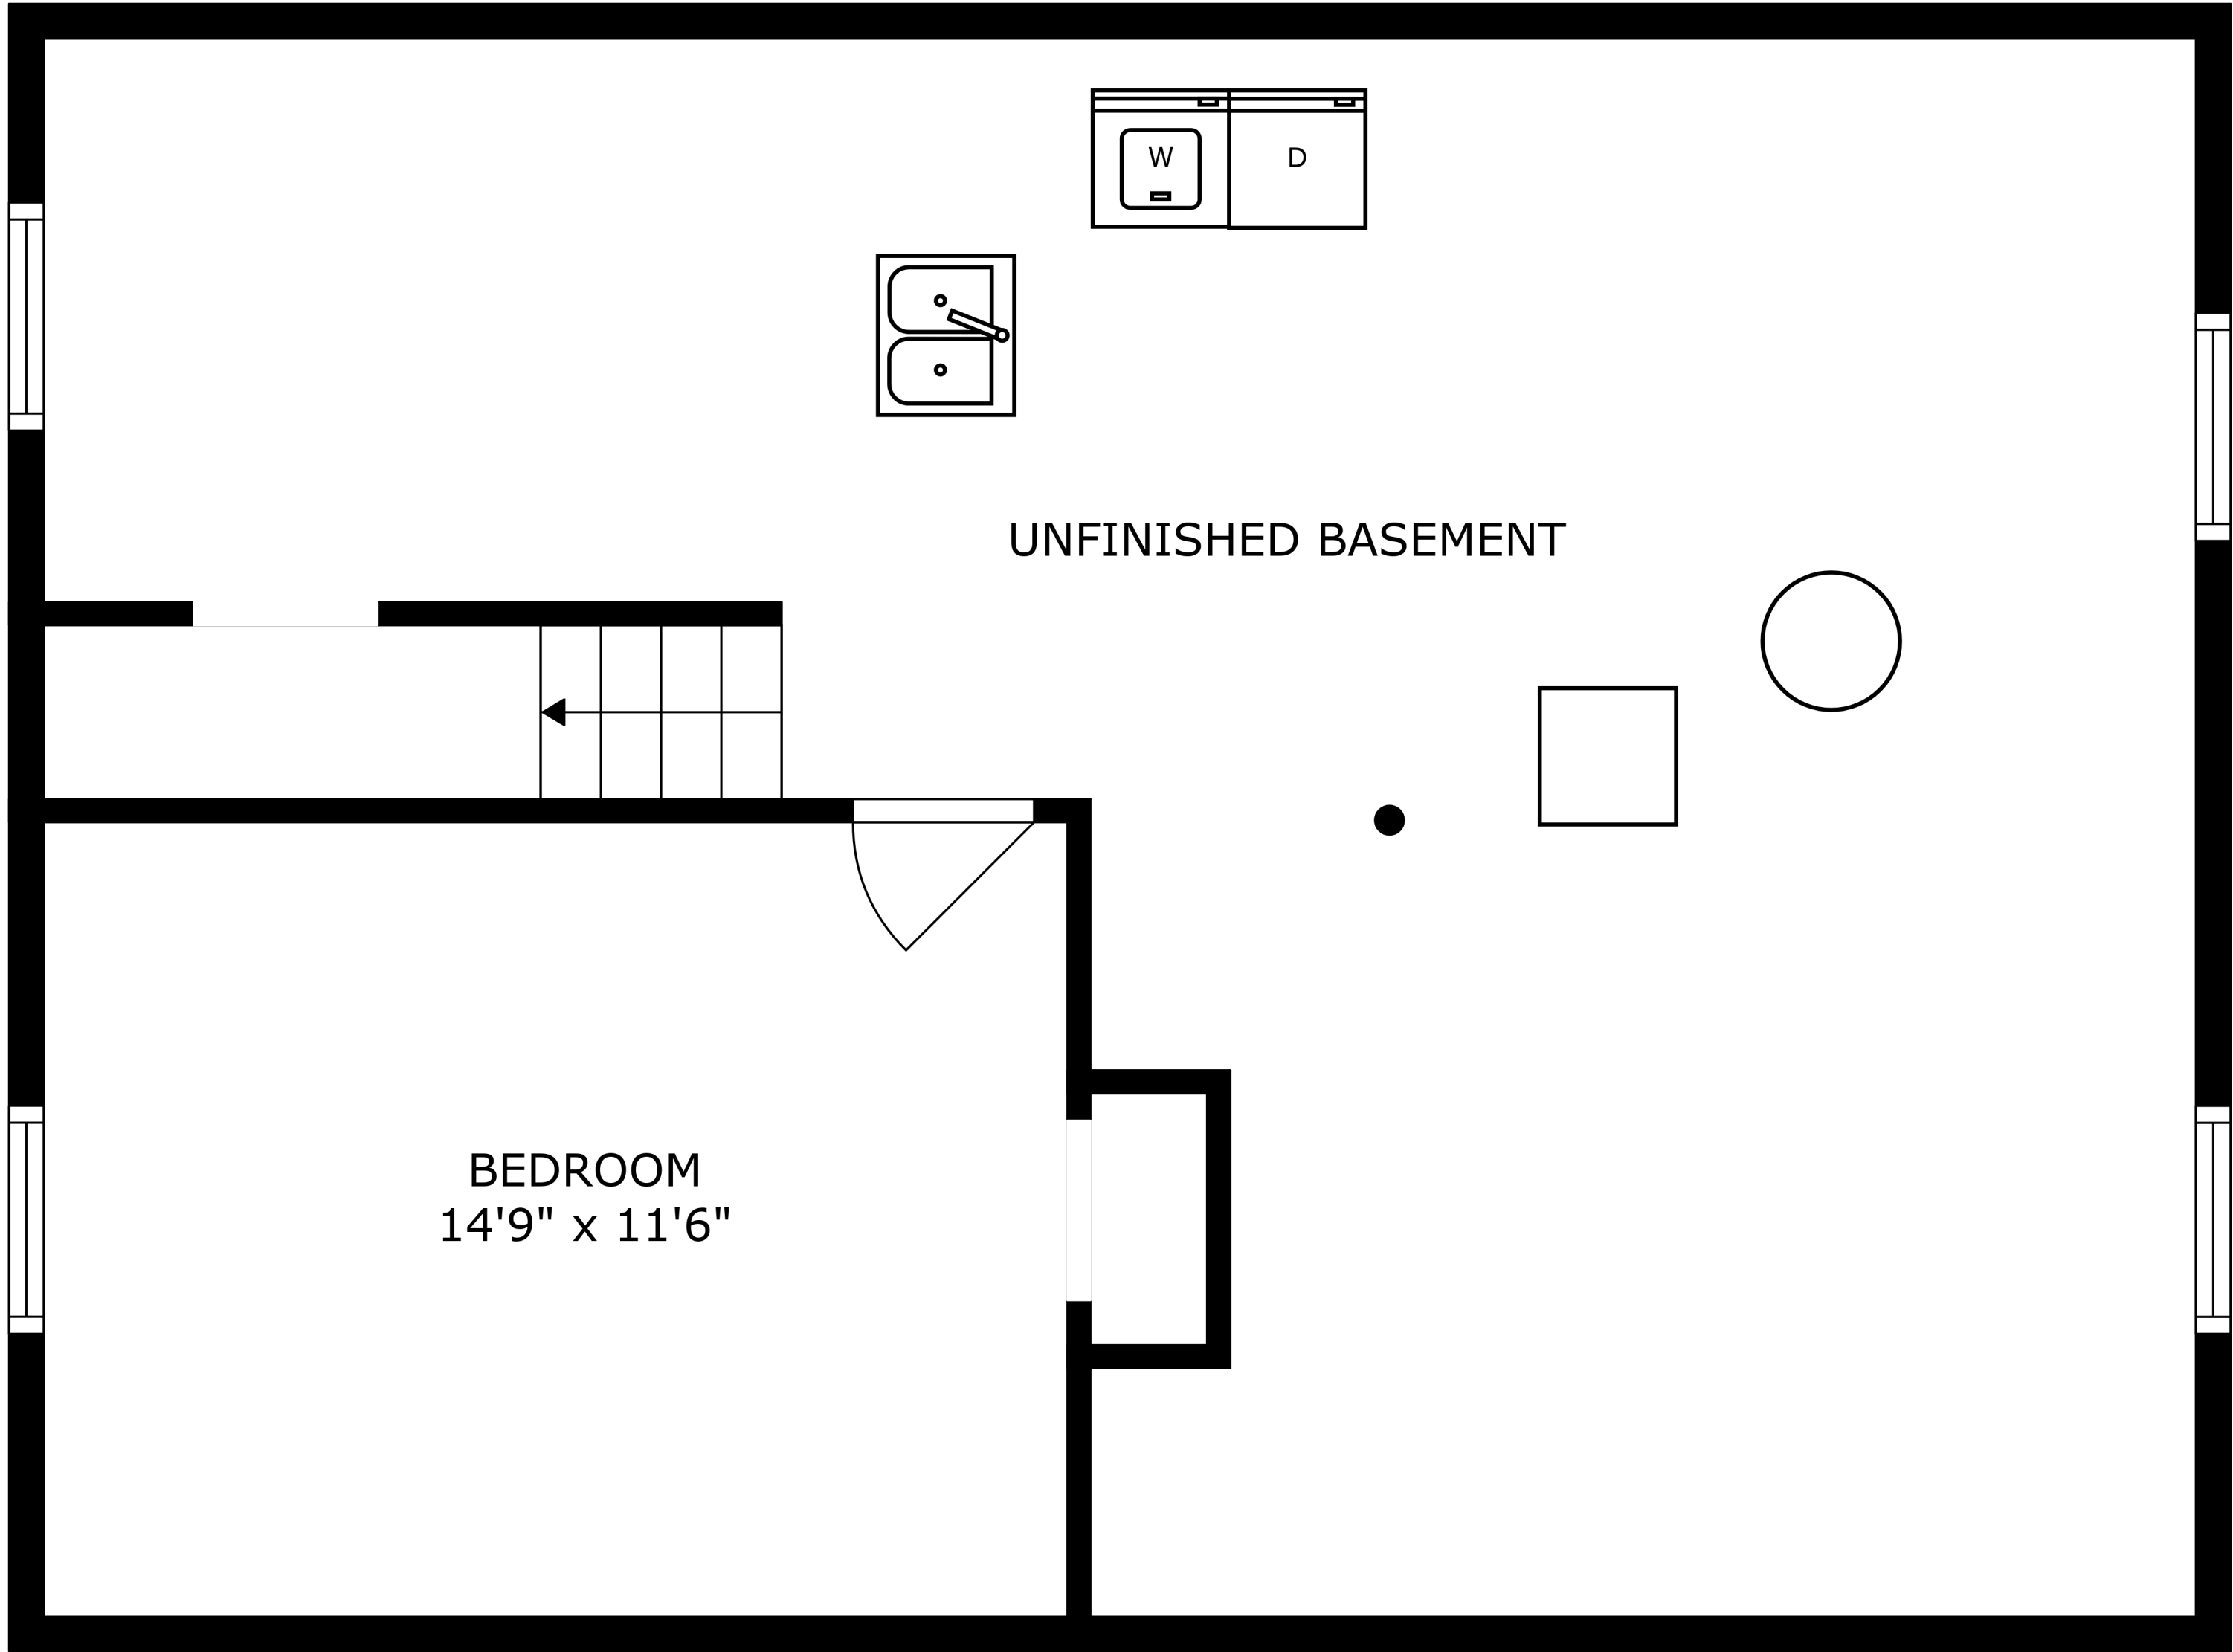 W
D
UNFINISHED BASEMENT
BEDROOM
14'9" x 11'6"